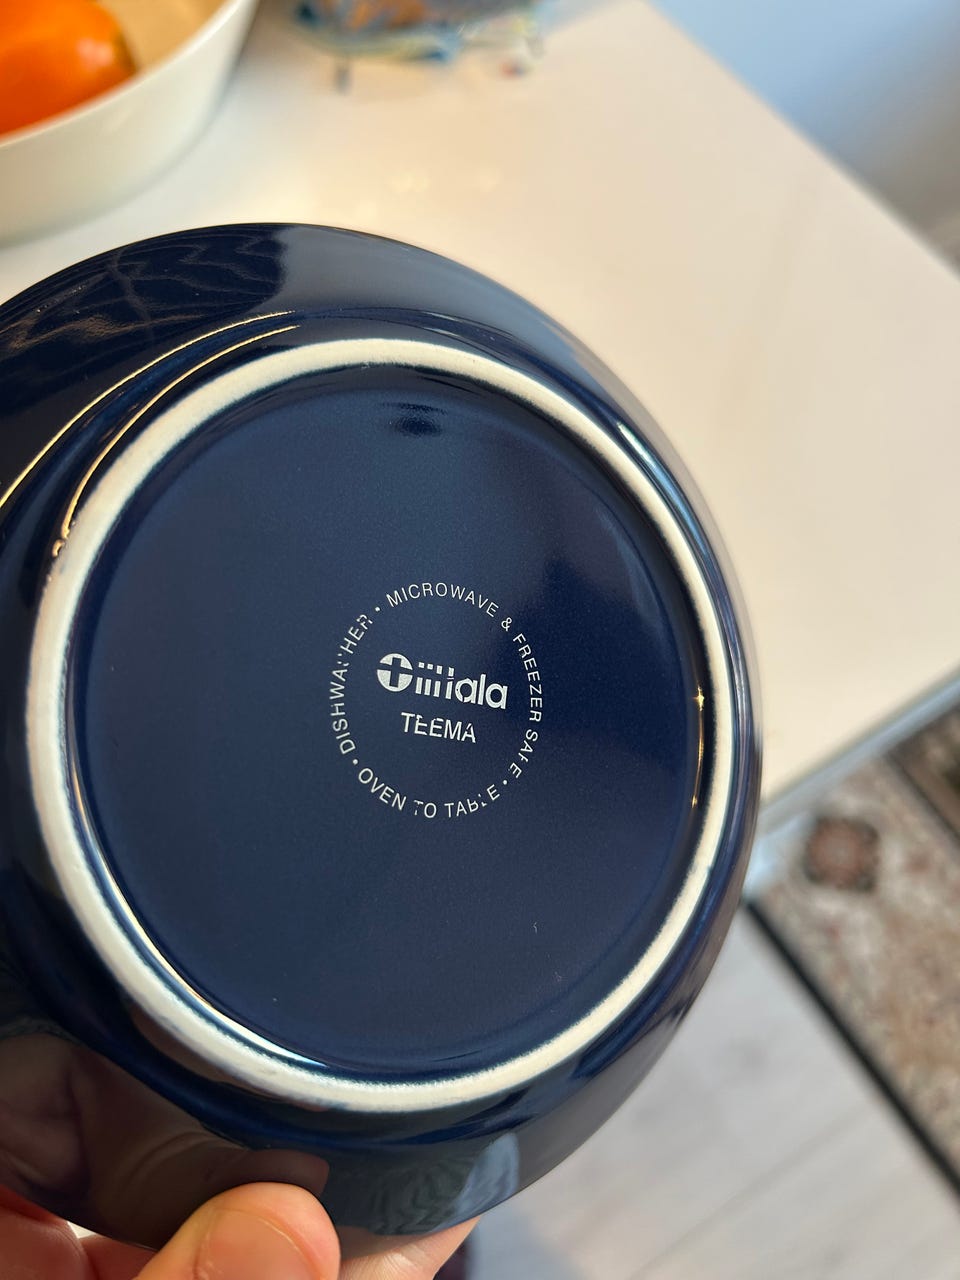 MICROWAVE & FREEZER SAFE • OVEN TO TABLE • DISHWASHER •
iittala
TEEMA